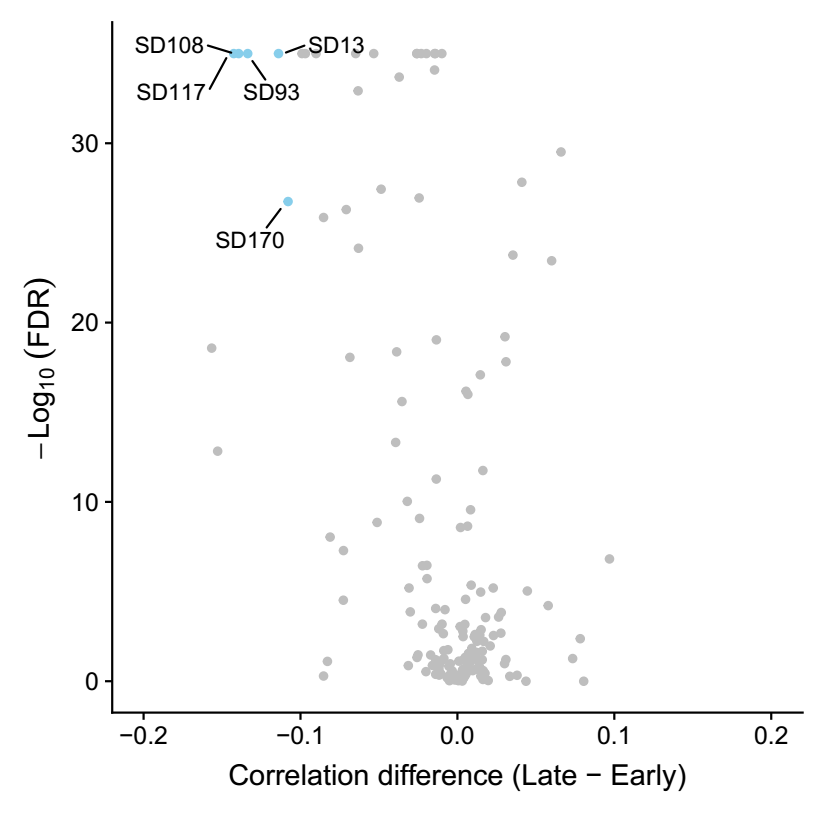 SD108
SD13
SD117
SD93
SD170
30
20
10
0
−Log10 (FDR)
−0.2
−0.1
0.0
0.1
0.2
Correlation difference (Late − Early)